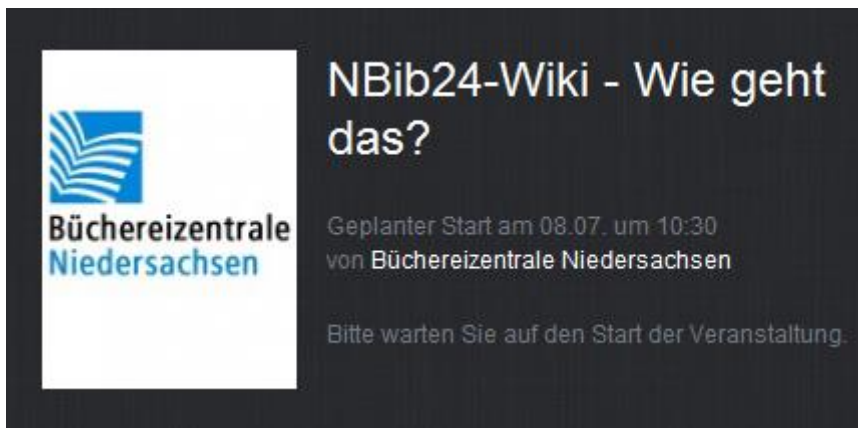 Büchereizentrale
Niedersachsen
NBib24-Wiki - Wie geht
das?
Geplanter Start am 08.07. um 10:30
von Büchereizentrale Niedersachsen
Bitte warten Sie auf den Start der Veranstaltung.